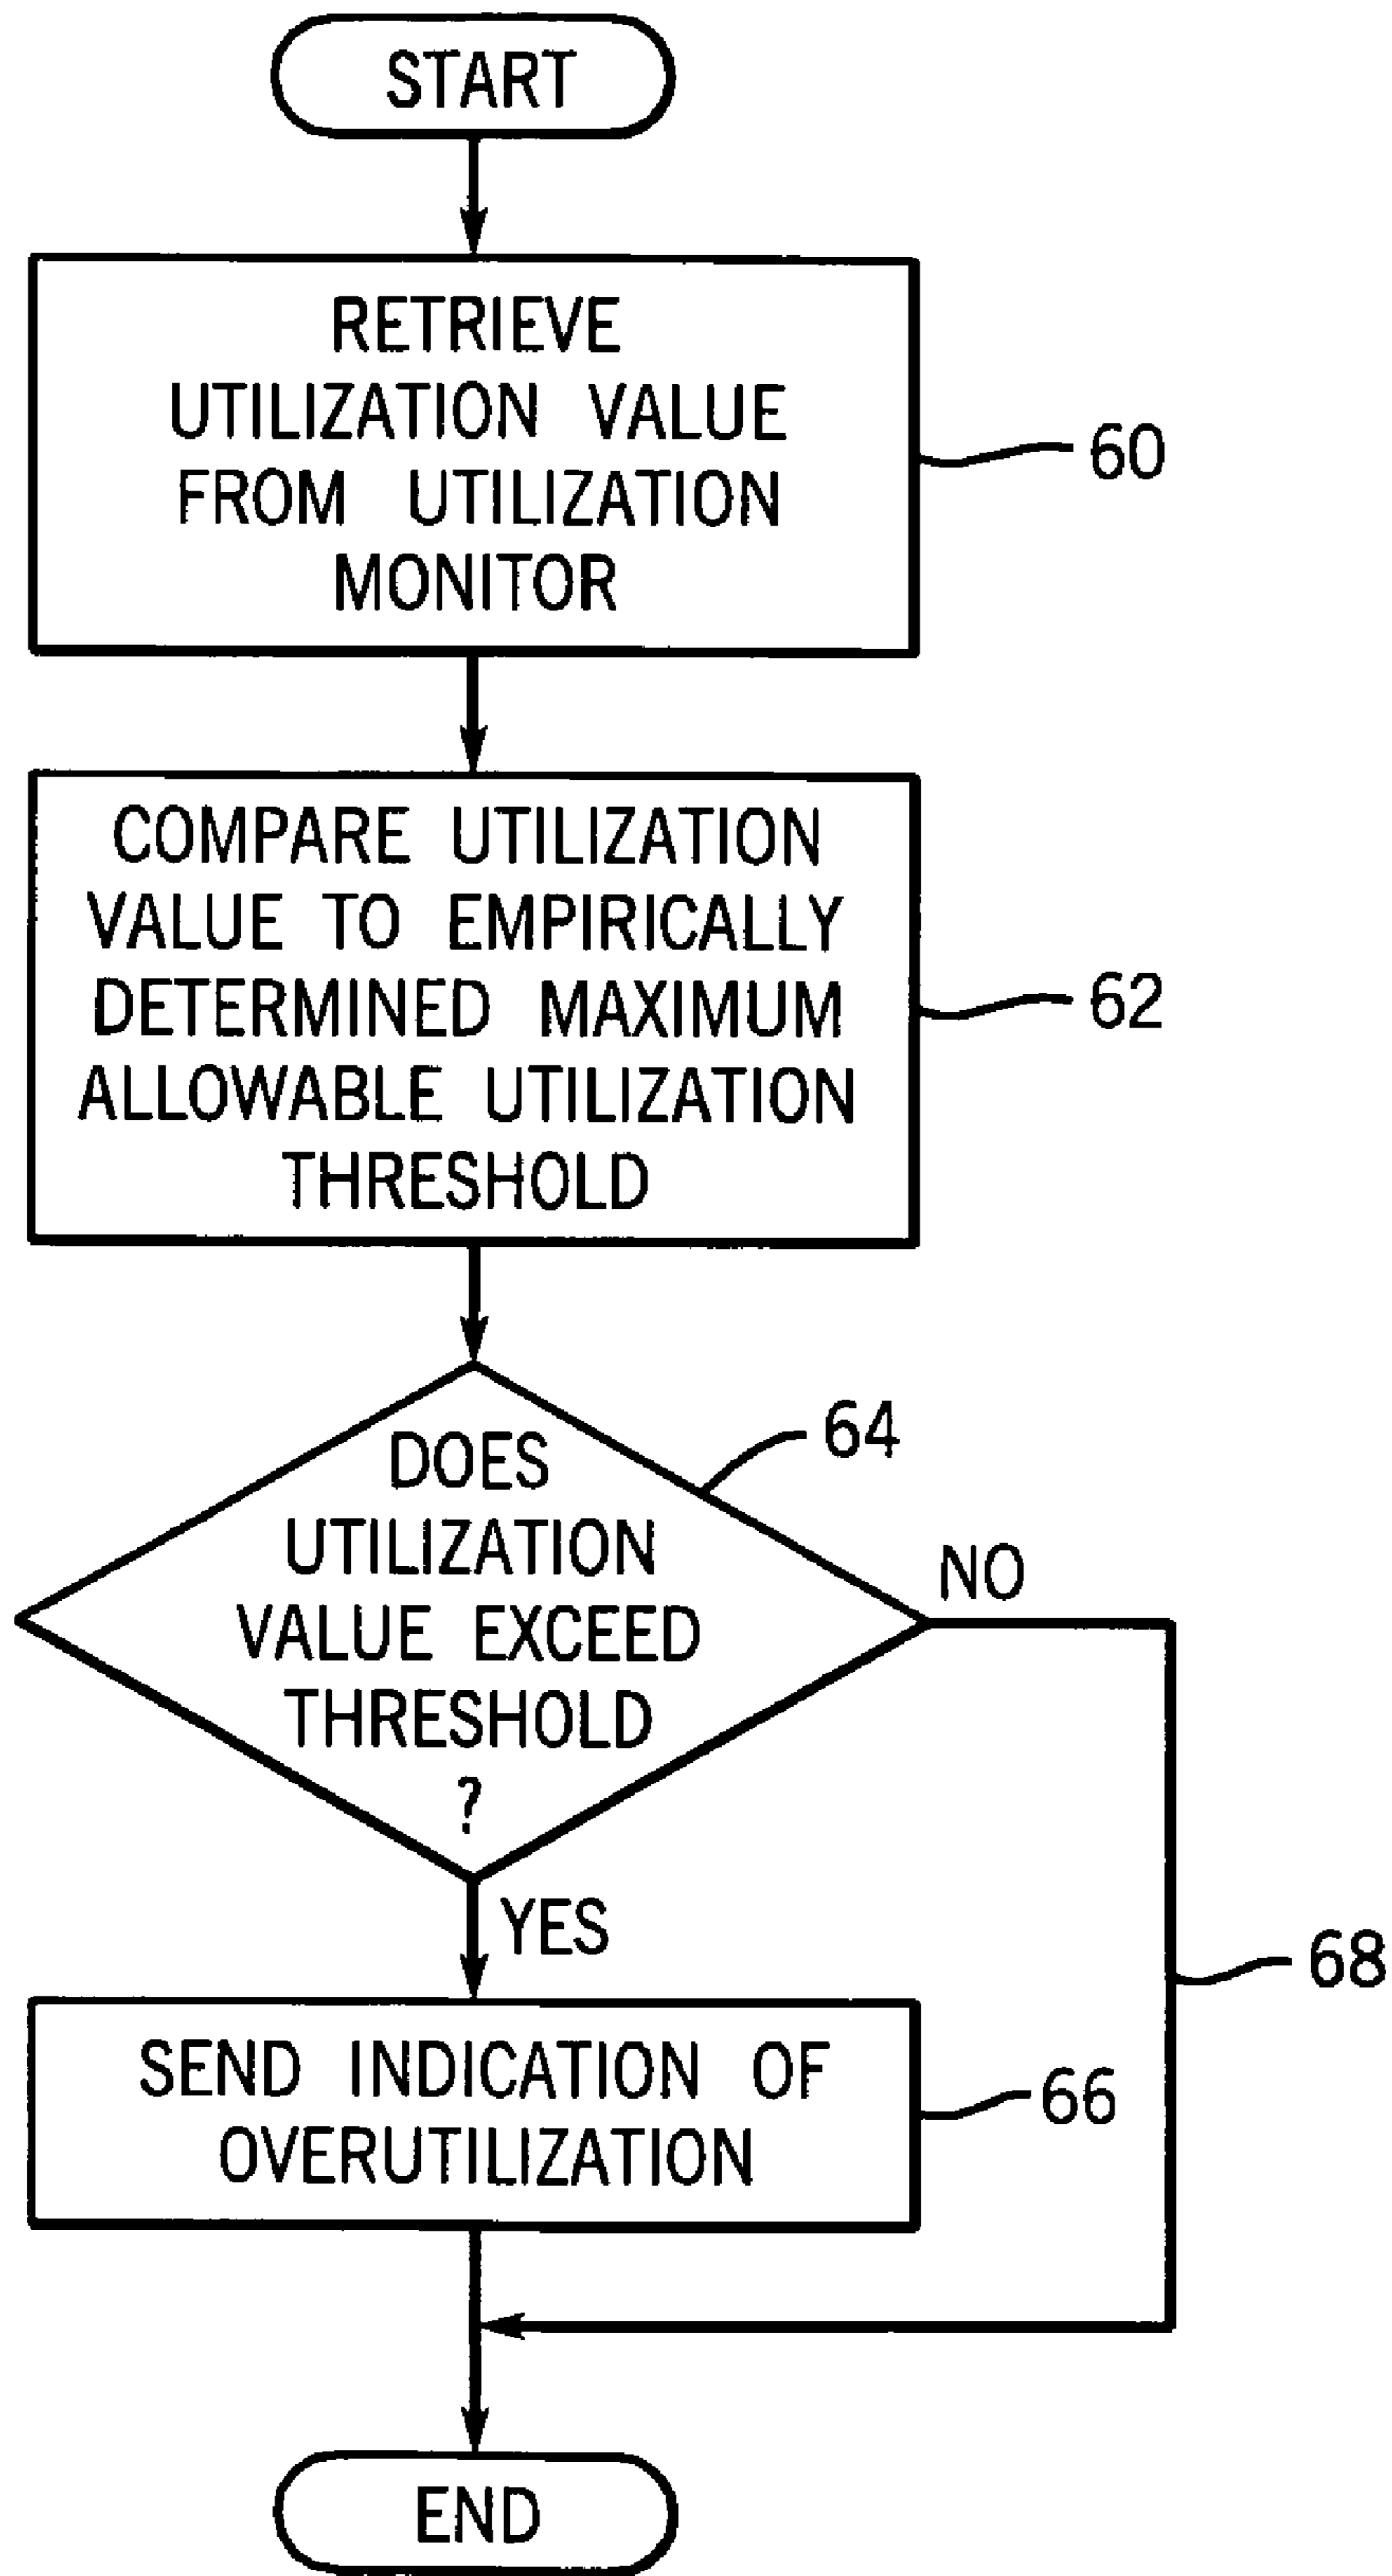 START
RETRIEVE
UTILIZATION VALUE
FROM UTILIZATION
MONITOR
60
COMPARE UTILIZATION
VALUE TO EMPIRICALLY
DETERMINED MAXIMUM
ALLOWABLE UTILIZATION
THRESHOLD
62
DOES
UTILIZATION
VALUE EXCEED
THRESHOLD
?
64
NO
YES
68
SEND INDICATION OF
OVERUTILIZATION
66
END